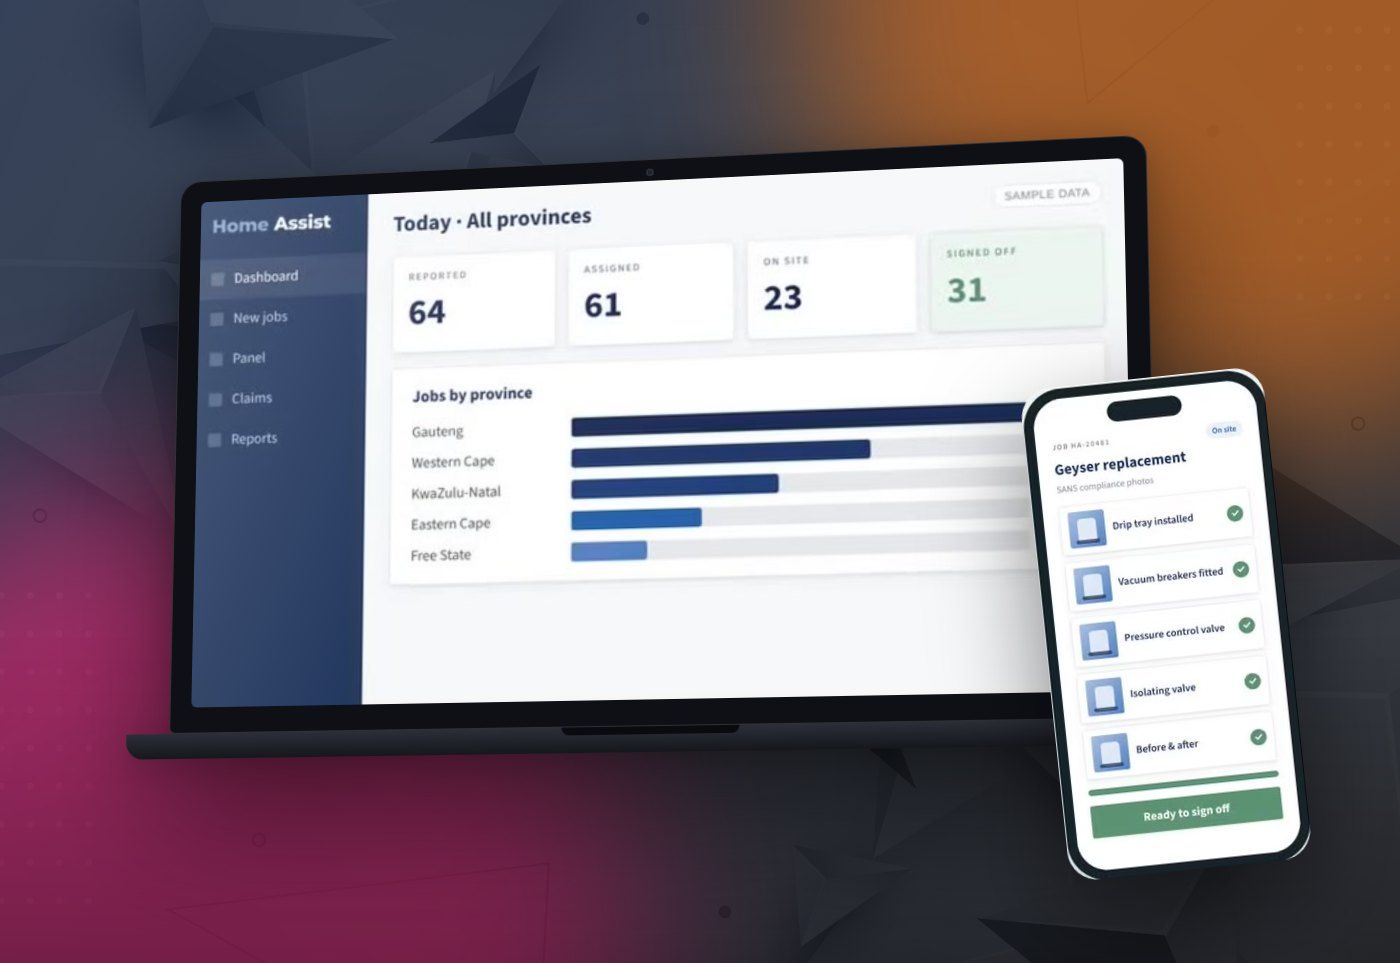 Home Assist
Dashboard
New jobs
Panel
Claims
Reports
Today · All provinces
SAMPLE DATA
REPORTED
64
ASSIGNED
61
ON SITE
23
SIGNED OFF
31
Jobs by province
Gauteng
Western Cape
KwaZulu-Natal
Eastern Cape
Free State
JOB HA-20481
On site
Geyser replacement
SANS compliance photos
Drip tray installed
Vacuum breakers fitted
Pressure control valve
Isolating valve
Before & after
Ready to sign off